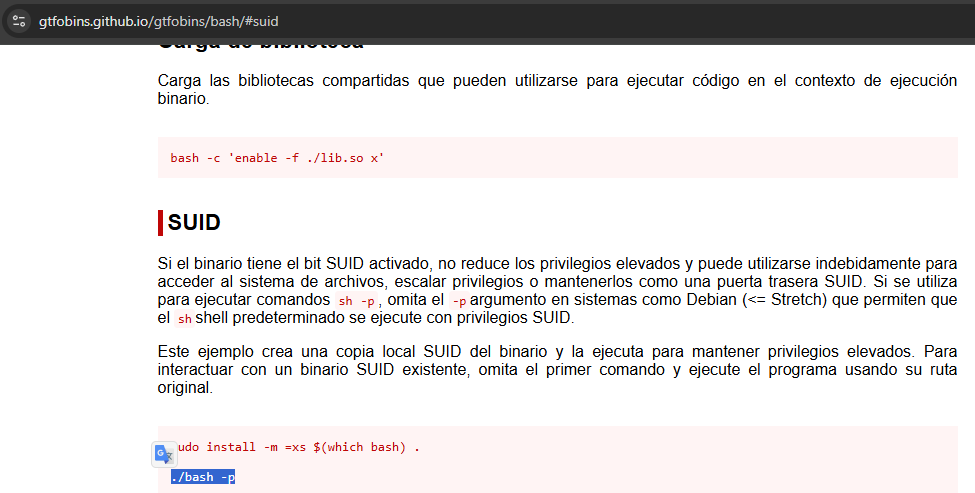 gtfobins.github.io/gtfobins/bash/#suid
Carga de biblioteca
Carga las bibliotecas compartidas que pueden utilizarse para ejecutar código en el contexto de ejecución
binario.
bash -c 'enable -f ./lib.so x'
SUID
Si el binario tiene el bit SUID activado, no reduce los privilegios elevados y puede utilizarse indebidamente para
acceder al sistema de archivos, escalar privilegios o mantenerlos como una puerta trasera SUID. Si se utiliza
para ejecutar comandos sh -p, omita el -p argumento en sistemas como Debian (<= Stretch) que permiten que
el sh shell predeterminado se ejecute con privilegios SUID.
Este ejemplo crea una copia local SUID del binario y la ejecuta para mantener privilegios elevados. Para
interactuar con un binario SUID existente, omita el primer comando y ejecute el programa usando su ruta
original.
udo install -m =xs $(which bash) .
./bash -p